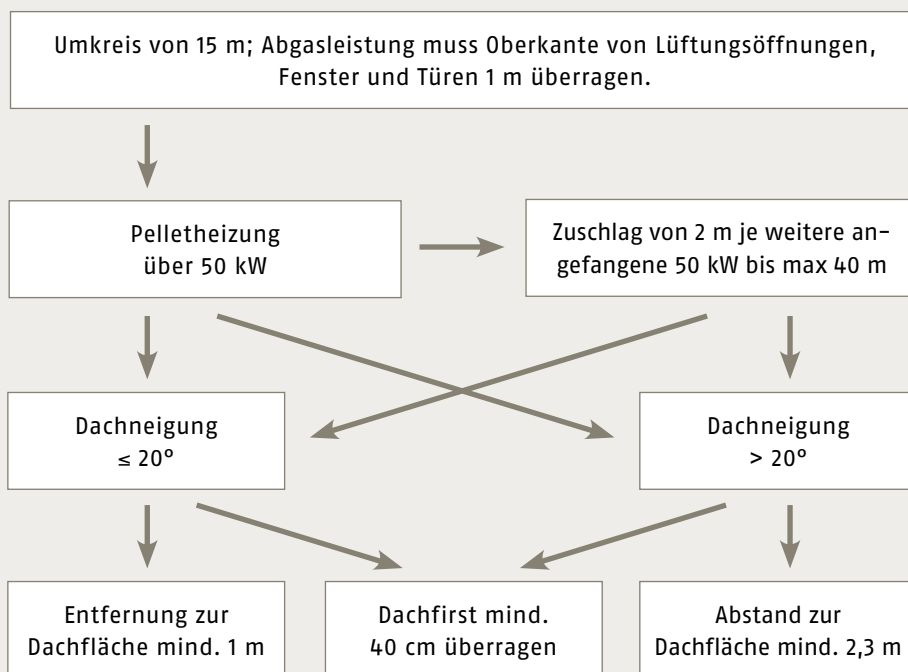 Umkreis von 15 m; Abgasleistung muss Oberkante von Lüftungsöffnungen,
Fenster und Türen 1 m überragen.
Pelletheizung
über 50 kW
Zuschlag von 2 m je weitere an-
gefangene 50 kW bis max 40 m
Dachneigung
≤ 20°
Dachneigung
> 20°
Entfernung zur
Dachfläche mind. 1 m
Dachfirst mind.
40 cm überragen
Abstand zur
Dachfläche mind. 2,3 m